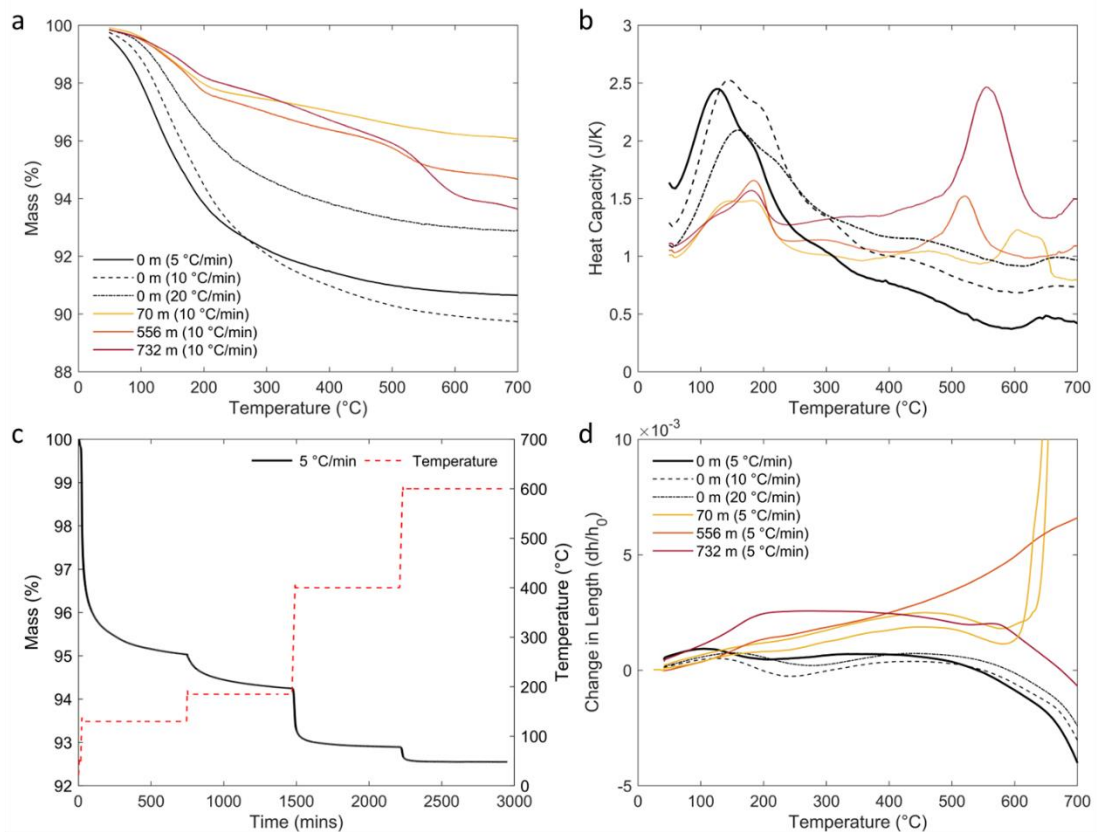 a
100
98
96
94
92
90
88
Mass (%)
0 m (5 °C/min)
0 m (10 °C/min)
0 m (20 °C/min)
70 m (10 °C/min)
556 m (10 °C/min)
732 m (10 °C/min)
0 100 200 300 400 500 600 700
Temperature (°C)
b
3
2.5
2
1.5
1
0.5
0
Heat Capacity (J/K)
0 100 200 300 400 500 600 700
Temperature (°C)
c
100
99
98
97
96
95
94
93
92
Mass (%)
5 °C/min
Temperature
700
600
500
400
300
200
100
0
Temperature (°C)
0 500 1000 1500 2000 2500 3000
Time (mins)
d
10 ×10⁻³
5
0
-5
Change in Length (dh/h₀)
0 m (5 °C/min)
0 m (10 °C/min)
0 m (20 °C/min)
70 m (5 °C/min)
556 m (5 °C/min)
732 m (5 °C/min)
0 100 200 300 400 500 600 700
Temperature (°C)